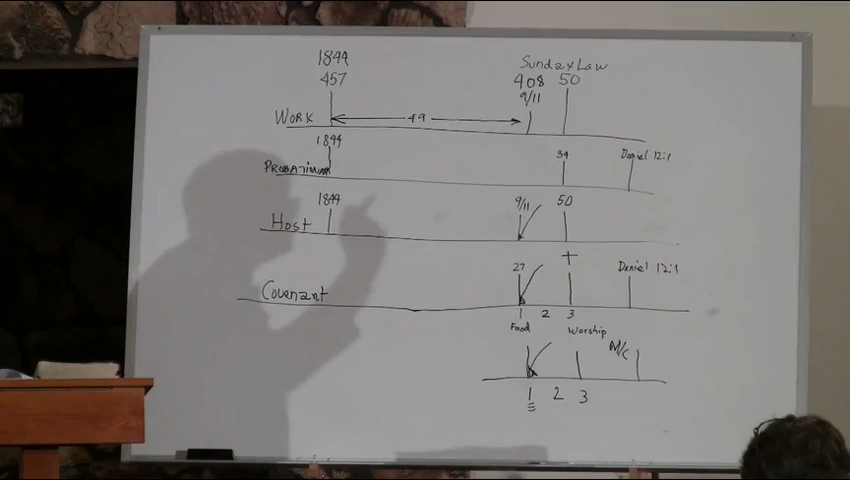 1844
Sunday Law
457
408 50
9/11
WORK
49
1844
34
Daniel 12:1
PROBATIONARY
1844
9/11
50
Host
27
Daniel 12:1
Covenant
1 2 3
Food
Worship
M/C
1 2 3